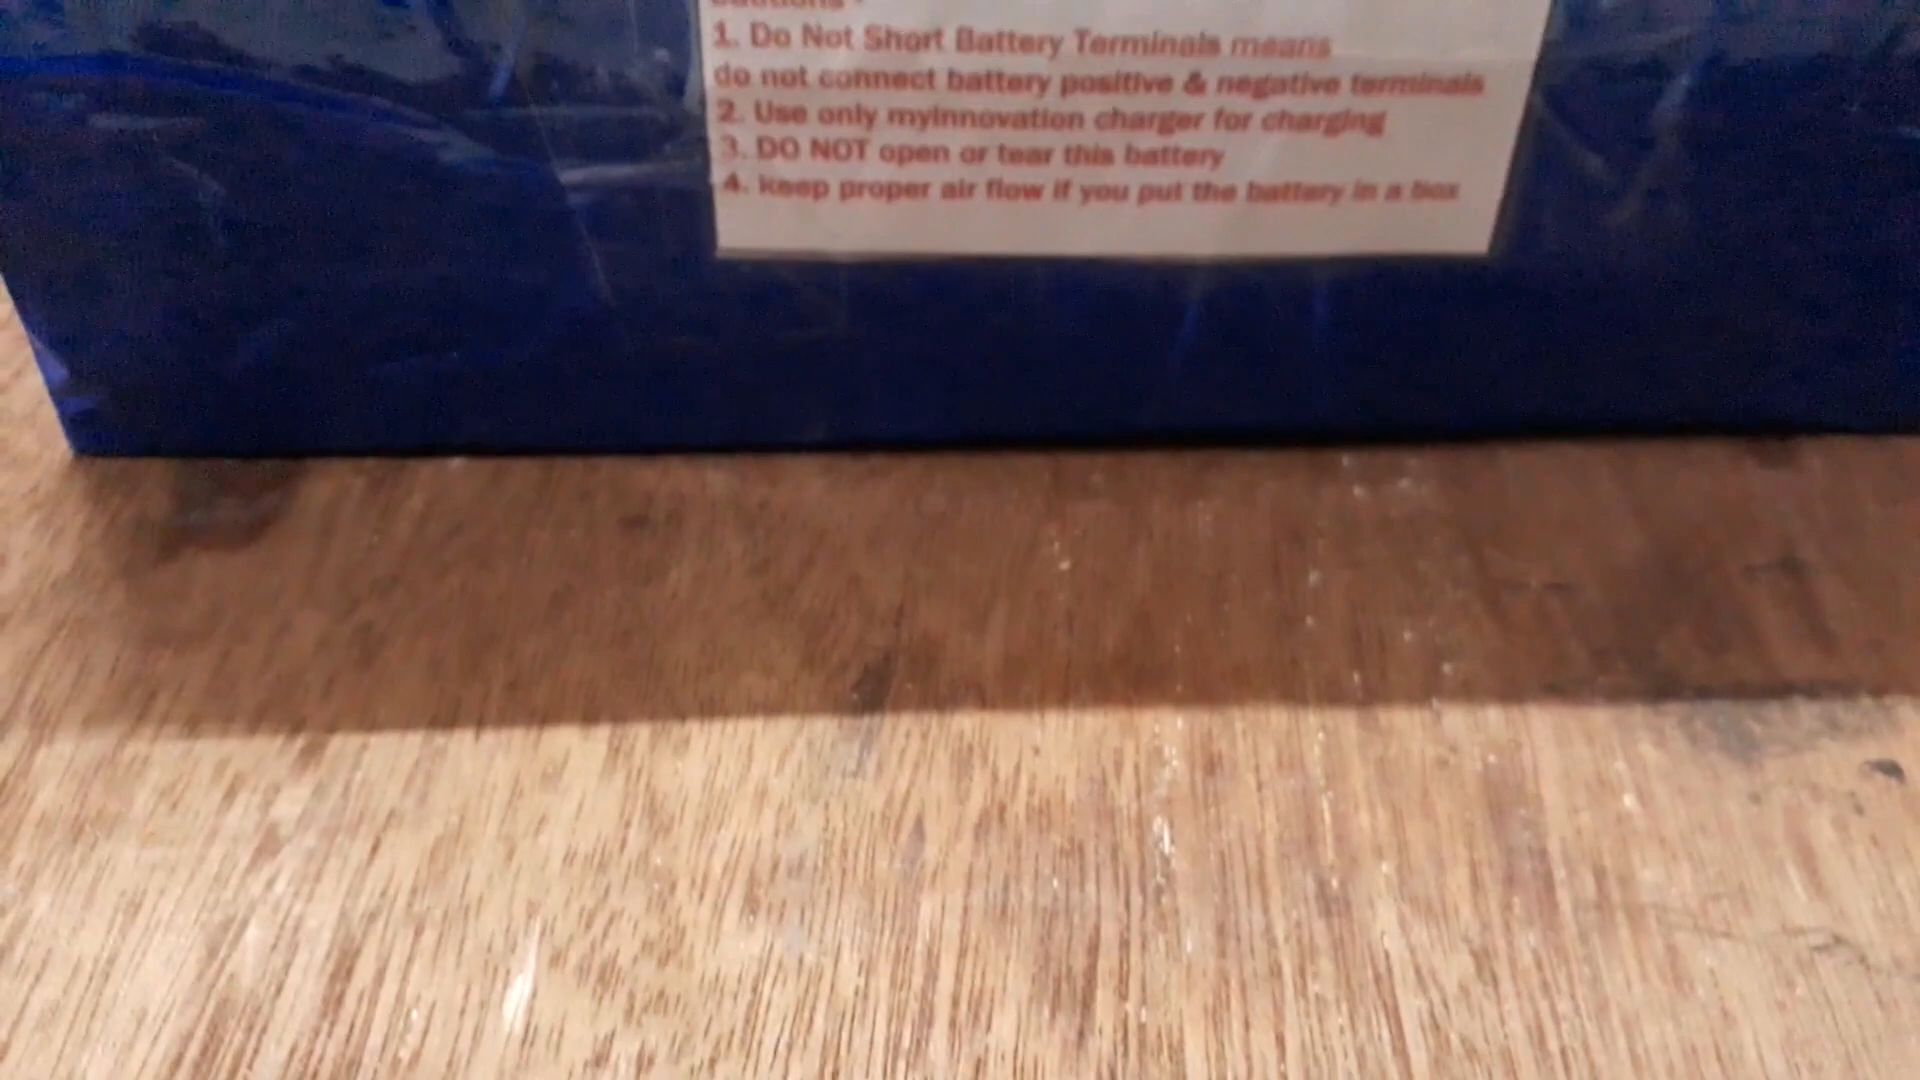 Cautions -
1. Do Not Short Battery Terminals means
do not connect battery positive & negative terminals
2. Use only myinnovation charger for charging
3. DO NOT open or tear this battery
4. keep proper air flow if you put the battery in a box